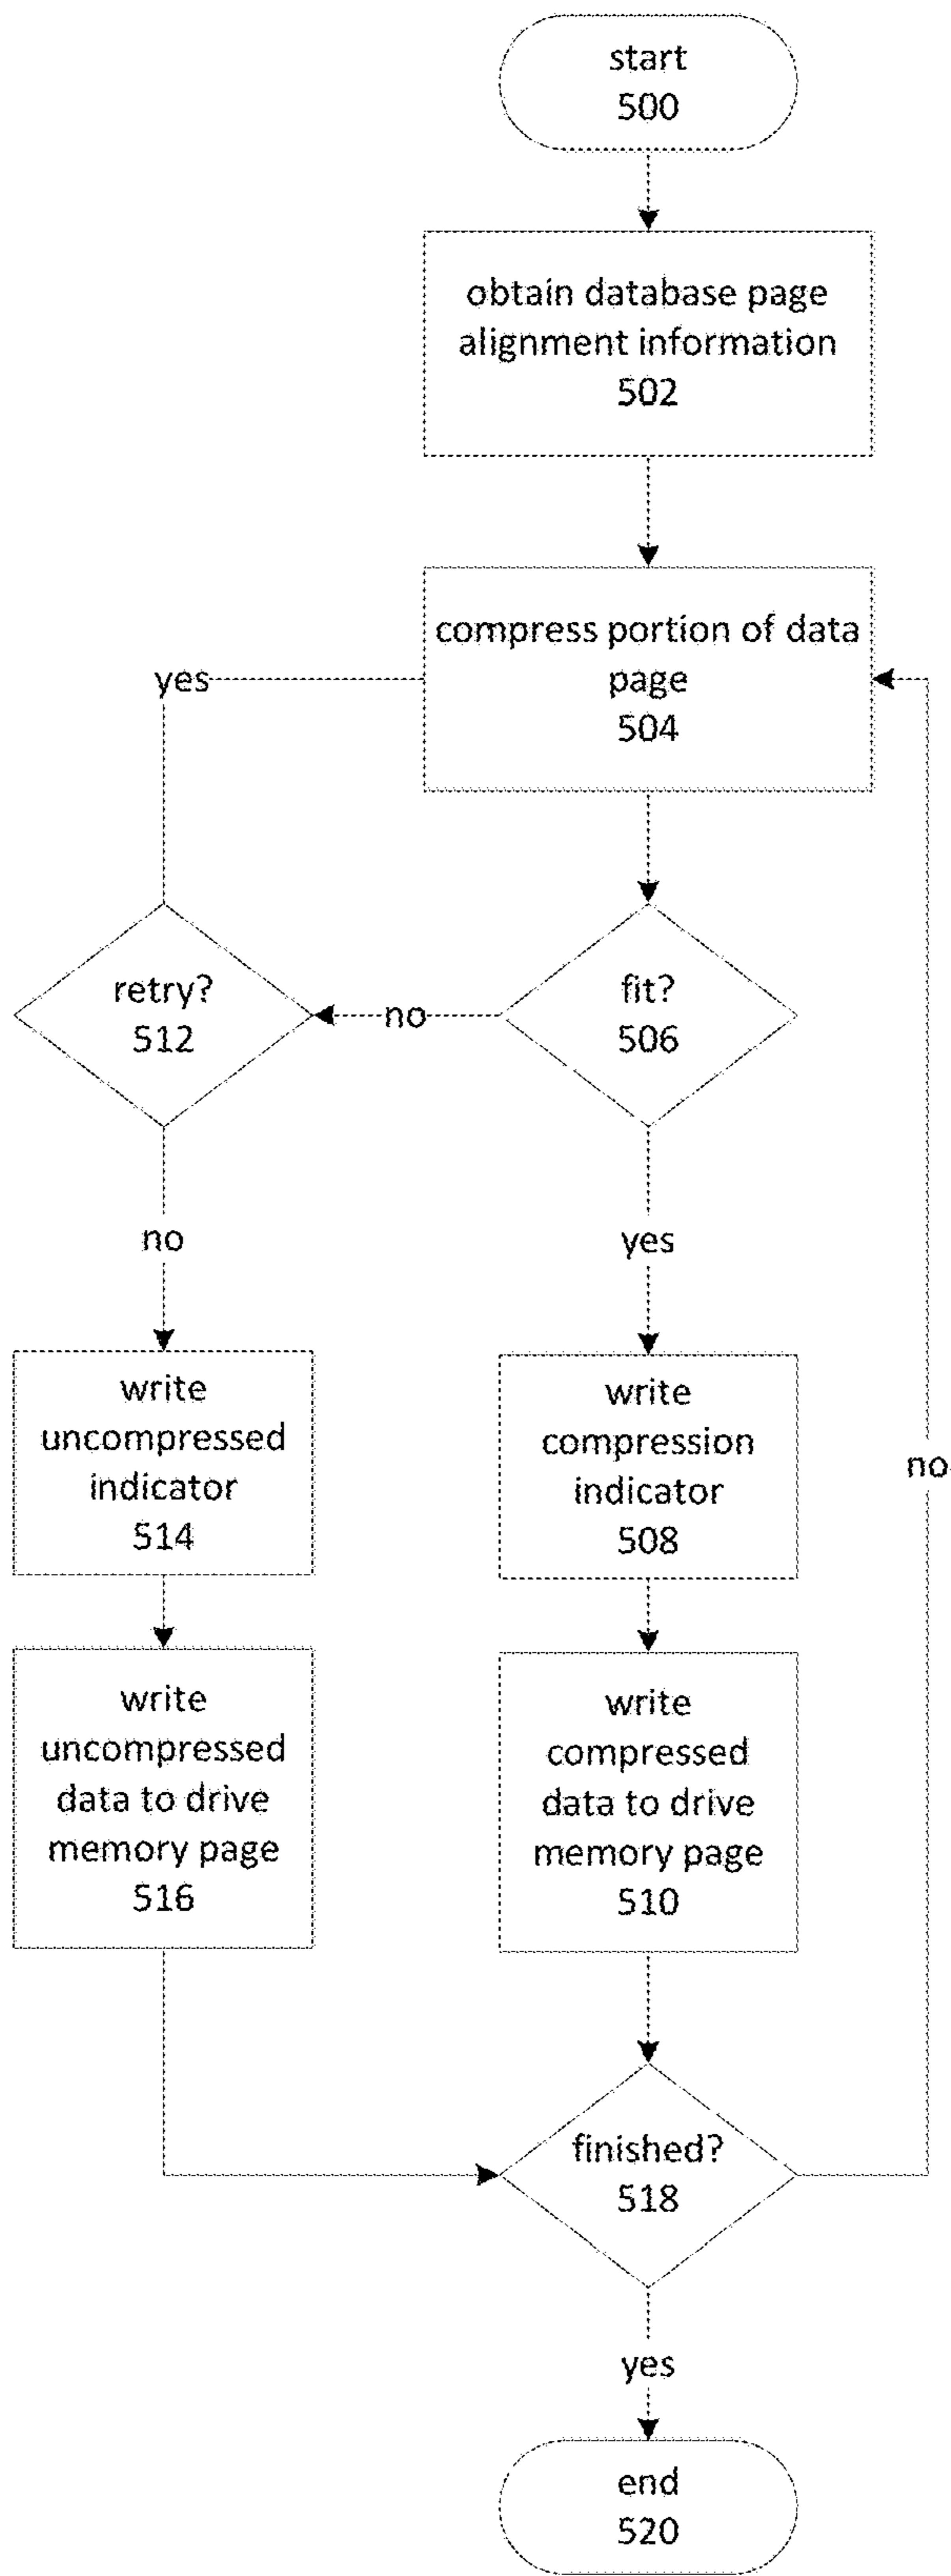 start
500
obtain database page
alignment information
502
compress portion of data
page
504
yes
retry?
512
no
fit?
506
no
yes
write
uncompressed
indicator
514
write
compression
indicator
508
no
write
uncompressed
data to drive
memory page
516
write
compressed
data to drive
memory page
510
finished?
518
yes
end
520